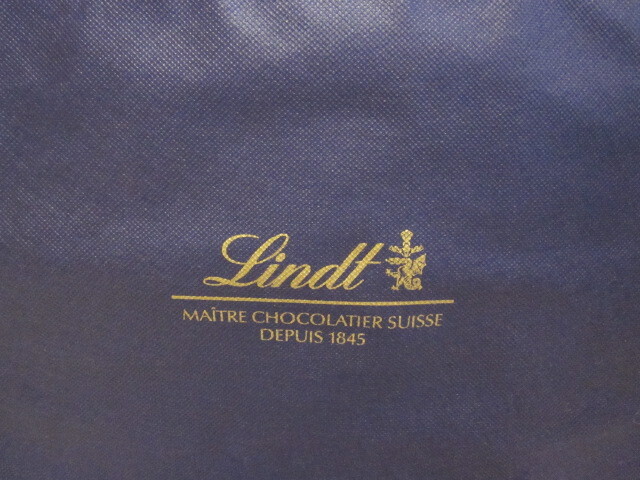 Lindt
MAÎTRE CHOCOLATIER SUISSE
DEPUIS 1845